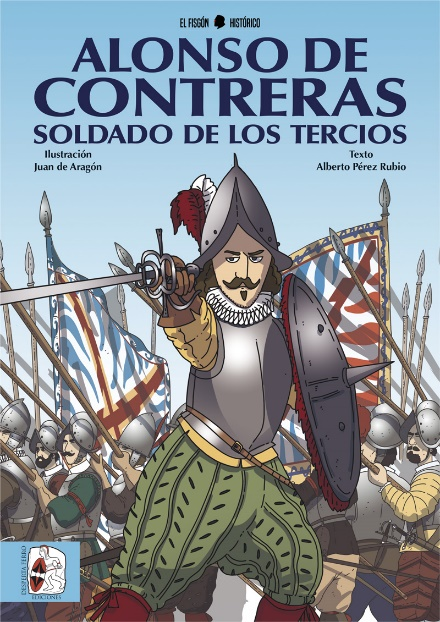 EL FISGÓN HISTÓRICO
ALONSO DE
CONTRERAS
SOLDADO DE LOS TERCIOS
Ilustración
Juan de Aragón
Texto
Alberto Pérez Rubio
DESPERTA FERRO
EDICIONES